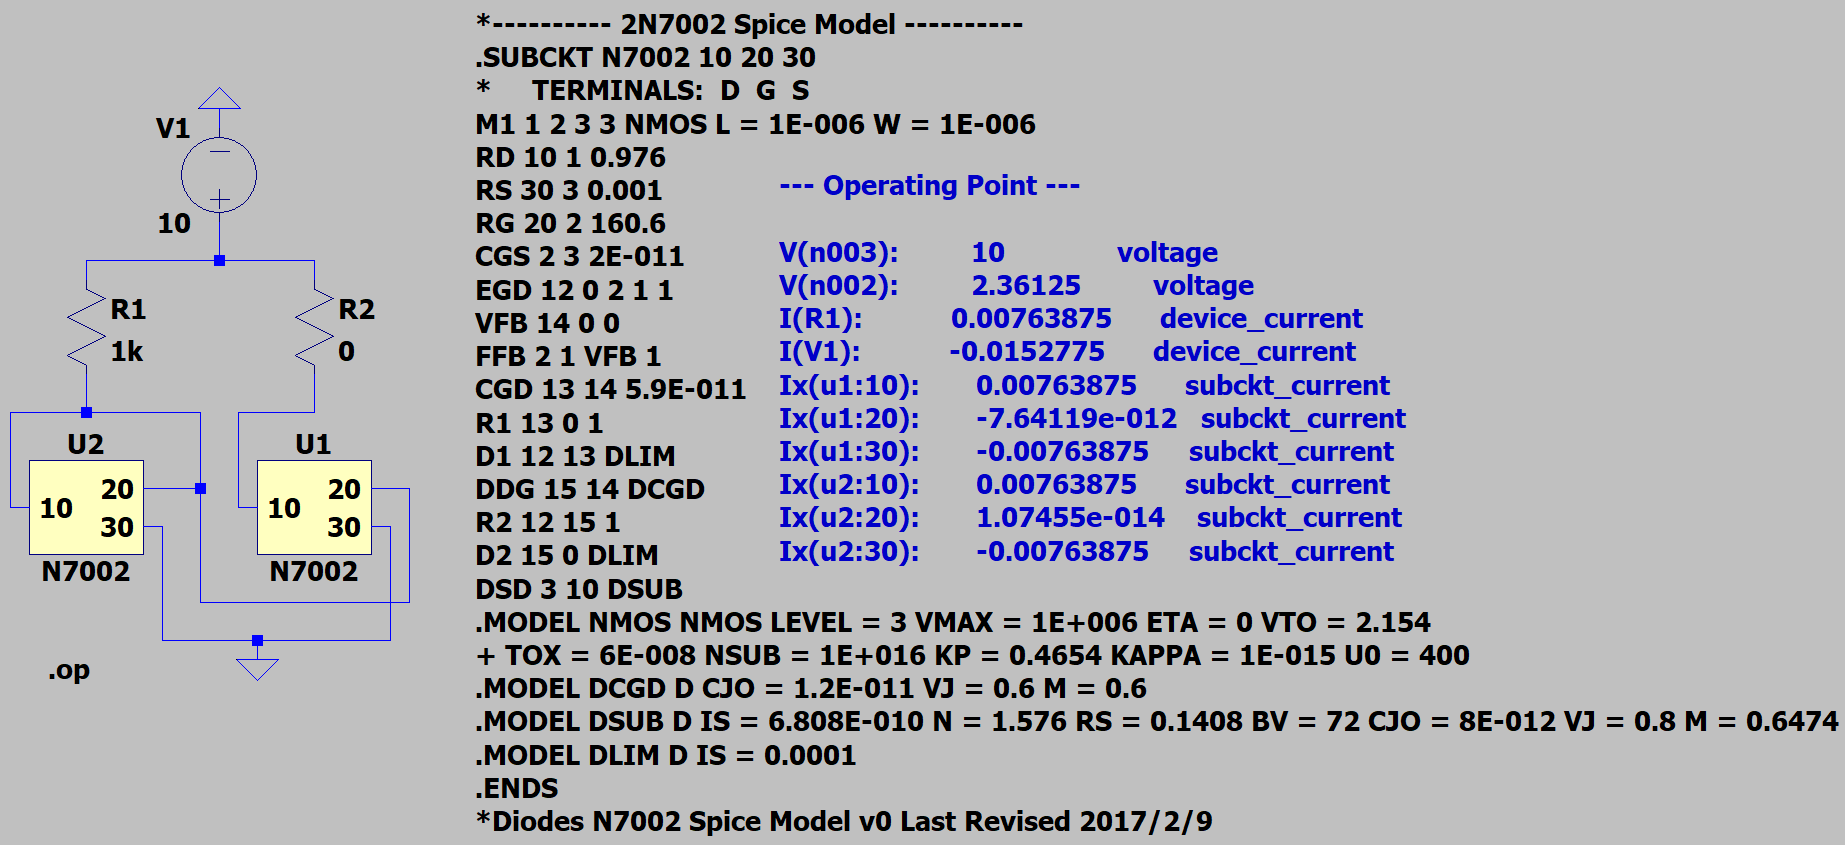 *---------- 2N7002 Spice Model ----------
.SUBCKT N7002 10 20 30
* TERMINALS: D G S
M1 1 2 3 3 NMOS L = 1E-006 W = 1E-006
RD 10 1 0.976
RS 30 3 0.001
RG 20 2 160.6
CGS 2 3 2E-011
EGD 12 0 2 1 1
VFB 14 0 0
FFB 2 1 VFB 1
CGD 13 14 5.9E-011
R1 13 0 1
D1 12 13 DLIM
DDG 15 14 DCGD
R2 12 15 1
D2 15 0 DLIM
DSD 3 10 DSUB
.MODEL NMOS NMOS LEVEL = 3 VMAX = 1E+006 ETA = 0 VTO = 2.154
+ TOX = 6E-008 NSUB = 1E+016 KP = 0.4654 KAPPA = 1E-015 U0 = 400
.MODEL DCGD D CJO = 1.2E-011 VJ = 0.6 M = 0.6
.MODEL DSUB D IS = 6.808E-010 N = 1.576 RS = 0.1408 BV = 72 CJO = 8E-012 VJ = 0.8 M = 0.6474
.MODEL DLIM D IS = 0.0001
.ENDS
*Diodes N7002 Spice Model v0 Last Revised 2017/2/9
--- Operating Point ---
V(n003): 10 voltage
V(n002): 2.36125 voltage
I(R1): 0.00763875 device_current
I(V1): -0.0152775 device_current
Ix(u1:10): 0.00763875 subckt_current
Ix(u1:20): -7.64119e-012 subckt_current
Ix(u1:30): -0.00763875 subckt_current
Ix(u2:10): 0.00763875 subckt_current
Ix(u2:20): 1.07455e-014 subckt_current
Ix(u2:30): -0.00763875 subckt_current
V1
10
R1
1k
R2
0
U2
10
20
30
N7002
U1
10
20
30
N7002
.op